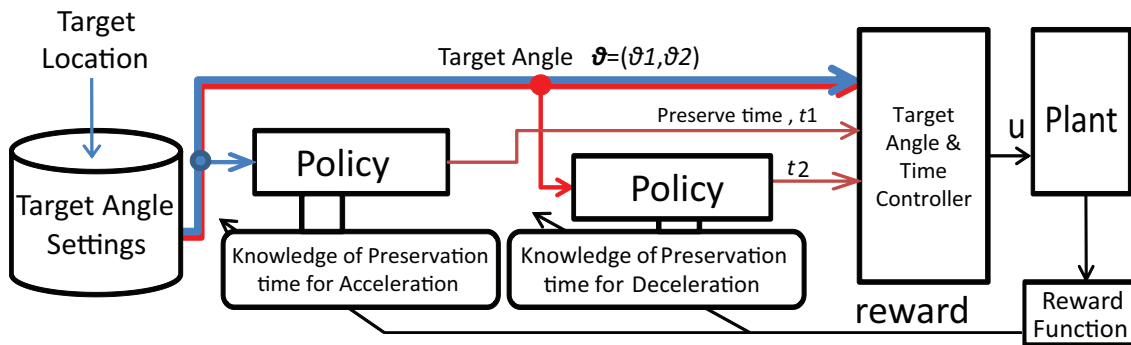 Target
Location
Target Angle ϑ=(ϑ1,ϑ2)
Target Angle
Settings
Policy
Knowledge of Preservation
time for Acceleration
Preserve time , t1
Policy
t2
Knowledge of Preservation
time for Deceleration
Target
Angle &
Time
Controller
u
Plant
reward
Reward
Function